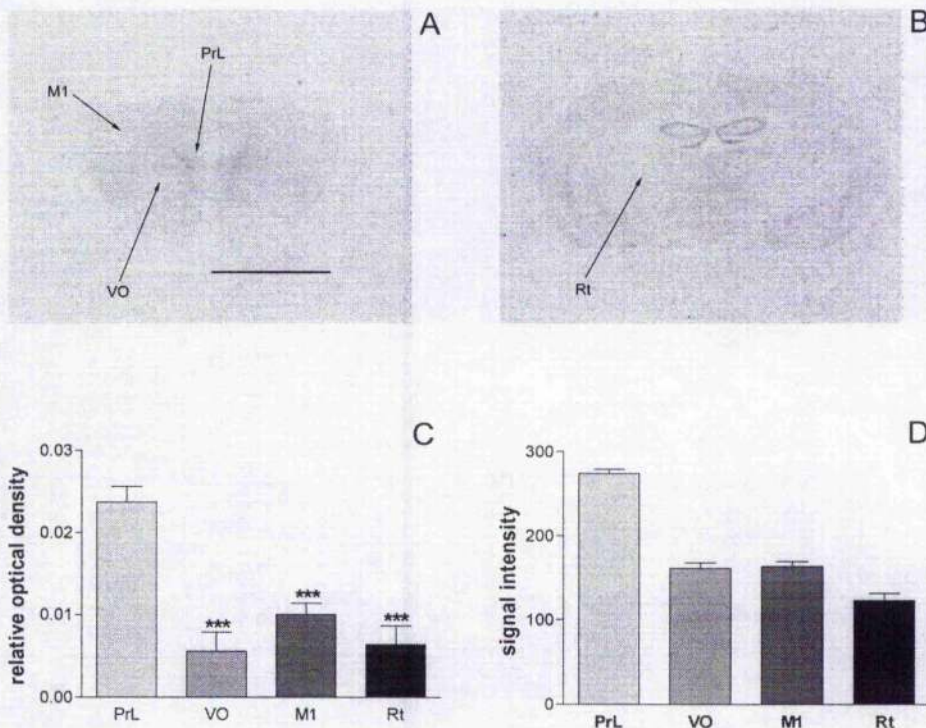 A
PrL
M1
VO
B
Rt
C
relative optical density
0.03
0.02
0.01
0.00
***
***
***
PrL VO M1 Rt
D
signal intensity
300
200
100
0
PrL VO M1 Rt